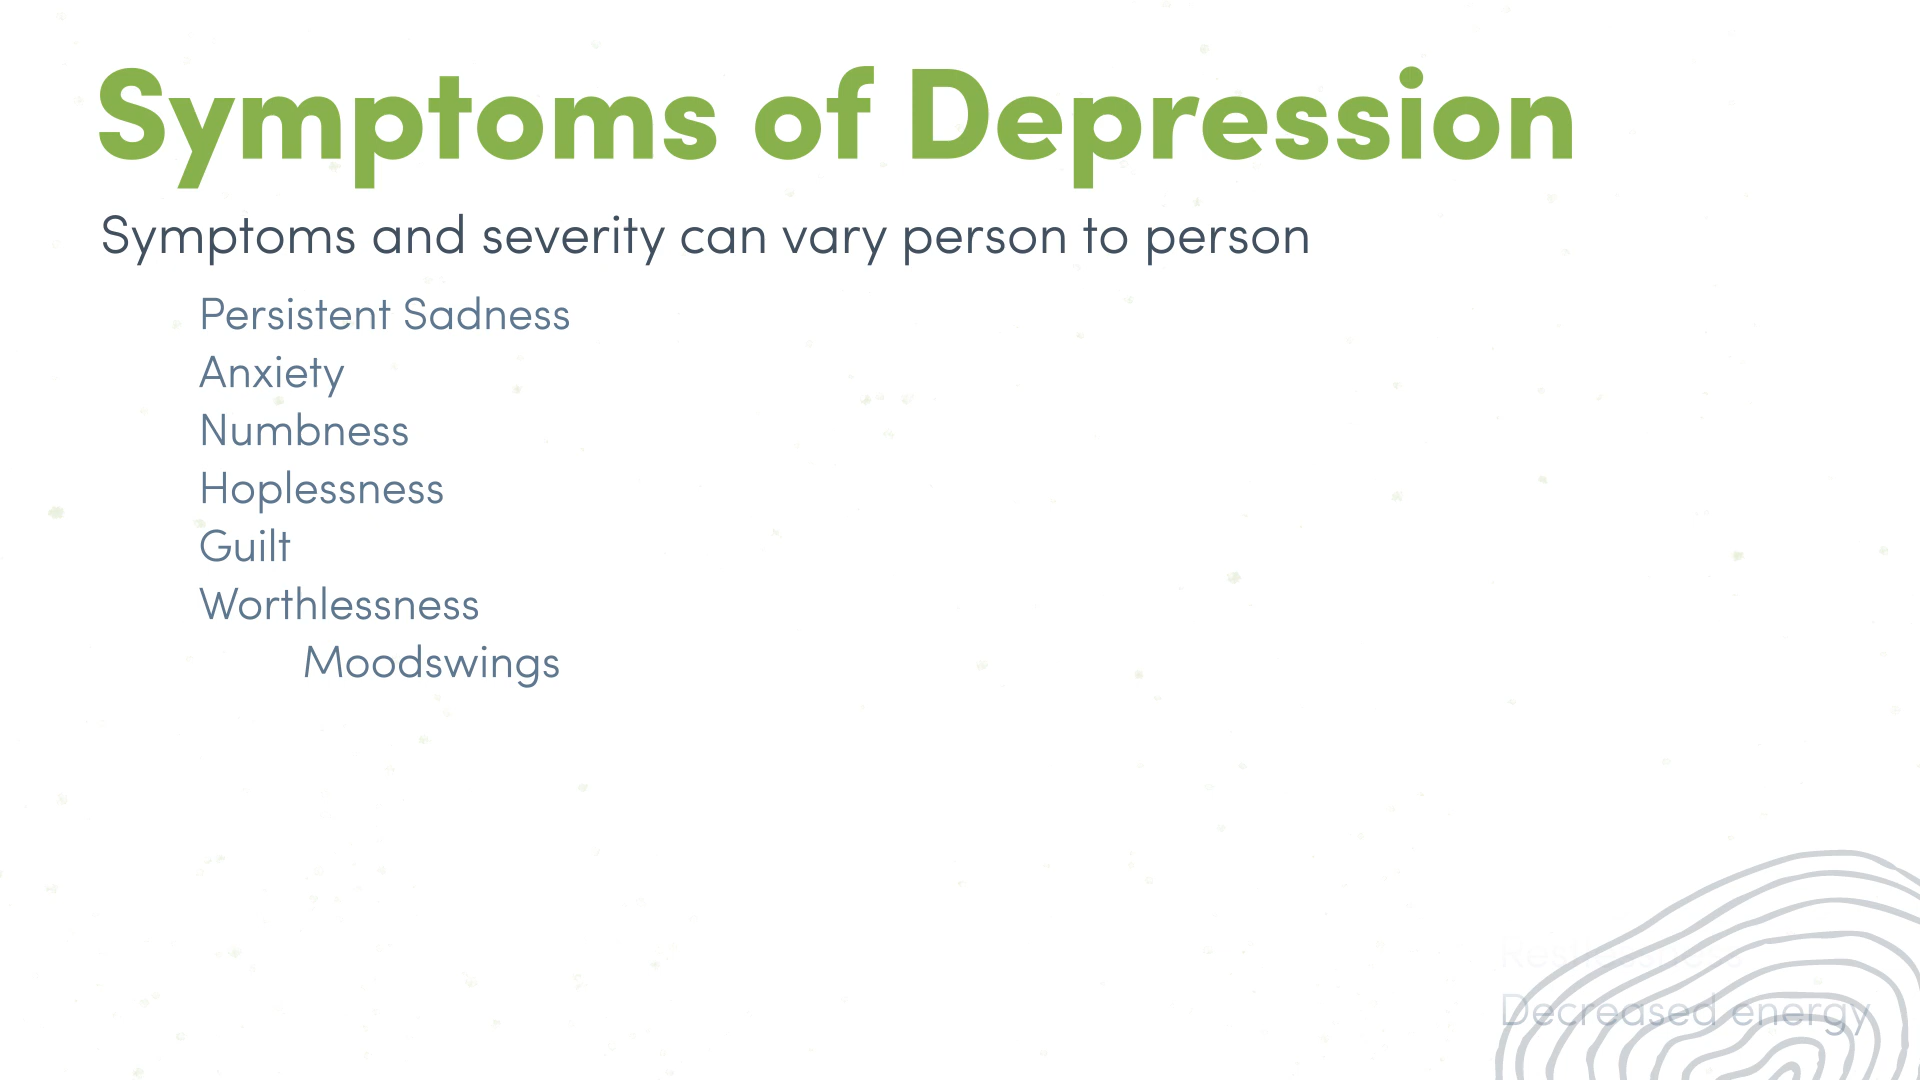 Symptoms of Depression
Symptoms and severity can vary person to person
Persistent Sadness
Anxiety
Numbness
Hoplessness
Guilt
Worthlessness
Moodswings
Decreased energy